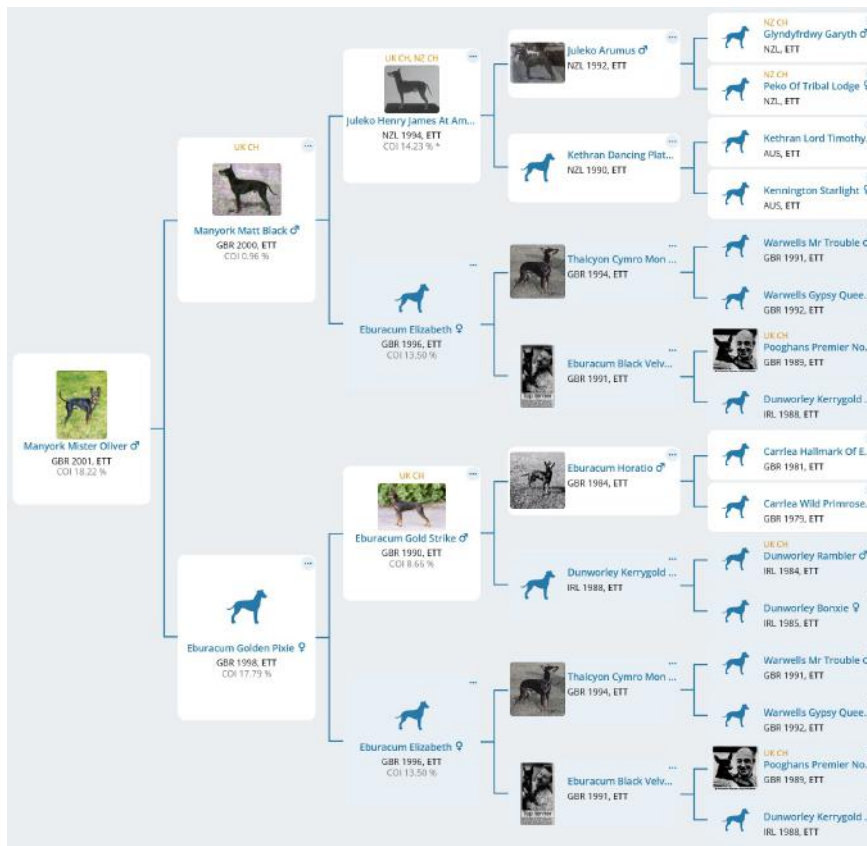 Manyork Mister Oliver ♂
GBR 2001, ETT
COI 18.22 %
UK CH
Manyork Matt Black ♂
GBR 2000, ETT
COI 0.96 %
Eburacum Golden Pixie ♀
GBR 1998, ETT
COI 17.79 %
UK CH, NZ CH
Juleko Henry James At Am...
NZL 1994, ETT
COI 14.23 % *
Eburacum Elizabeth ♀
GBR 1996, ETT
COI 13.50 %
UK CH
Eburacum Gold Strike ♂
GBR 1990, ETT
COI 8.66 %
Eburacum Elizabeth ♀
GBR 1996, ETT
COI 13.50 %
Juleko Arumus ♂
NZL 1992, ETT
Kethran Dancing Plat...
NZL 1990, ETT
Thalcyon Cymro Mon ...
GBR 1994, ETT
Eburacum Black Velv...
GBR 1991, ETT
Top Terrier
Eburacum Horatio ♂
GBR 1984, ETT
Dunworley Kerrygold ...
IRL 1988, ETT
Thalcyon Cymro Mon ...
GBR 1994, ETT
Eburacum Black Velv...
GBR 1991, ETT
Top Terrier
NZ CH
Glyndyfrdwy Garyth ♂
NZL, ETT
NZ CH
Peko Of Tribal Lodge ♀
NZL, ETT
Kethran Lord Timothy...
AUS, ETT
Kennington Starlight ♀
AUS, ETT
Warwells Mr Trouble ♂
GBR 1991, ETT
Warwells Gypsy Quee...
GBR 1992, ETT
UK CH
Pooghans Premier No...
GBR 1989, ETT
Dunworley Kerrygold ...
IRL 1988, ETT
Carrlea Hallmark Of E...
GBR 1981, ETT
Carrlea Wild Primrose...
GBR 1979, ETT
UK CH
Dunworley Rambler ♂
IRL 1984, ETT
Dunworley Bonxie ♀
IRL 1985, ETT
Warwells Mr Trouble ♂
GBR 1991, ETT
Warwells Gypsy Quee...
GBR 1992, ETT
UK CH
Pooghans Premier No...
GBR 1989, ETT
Dunworley Kerrygold ...
IRL 1988, ETT